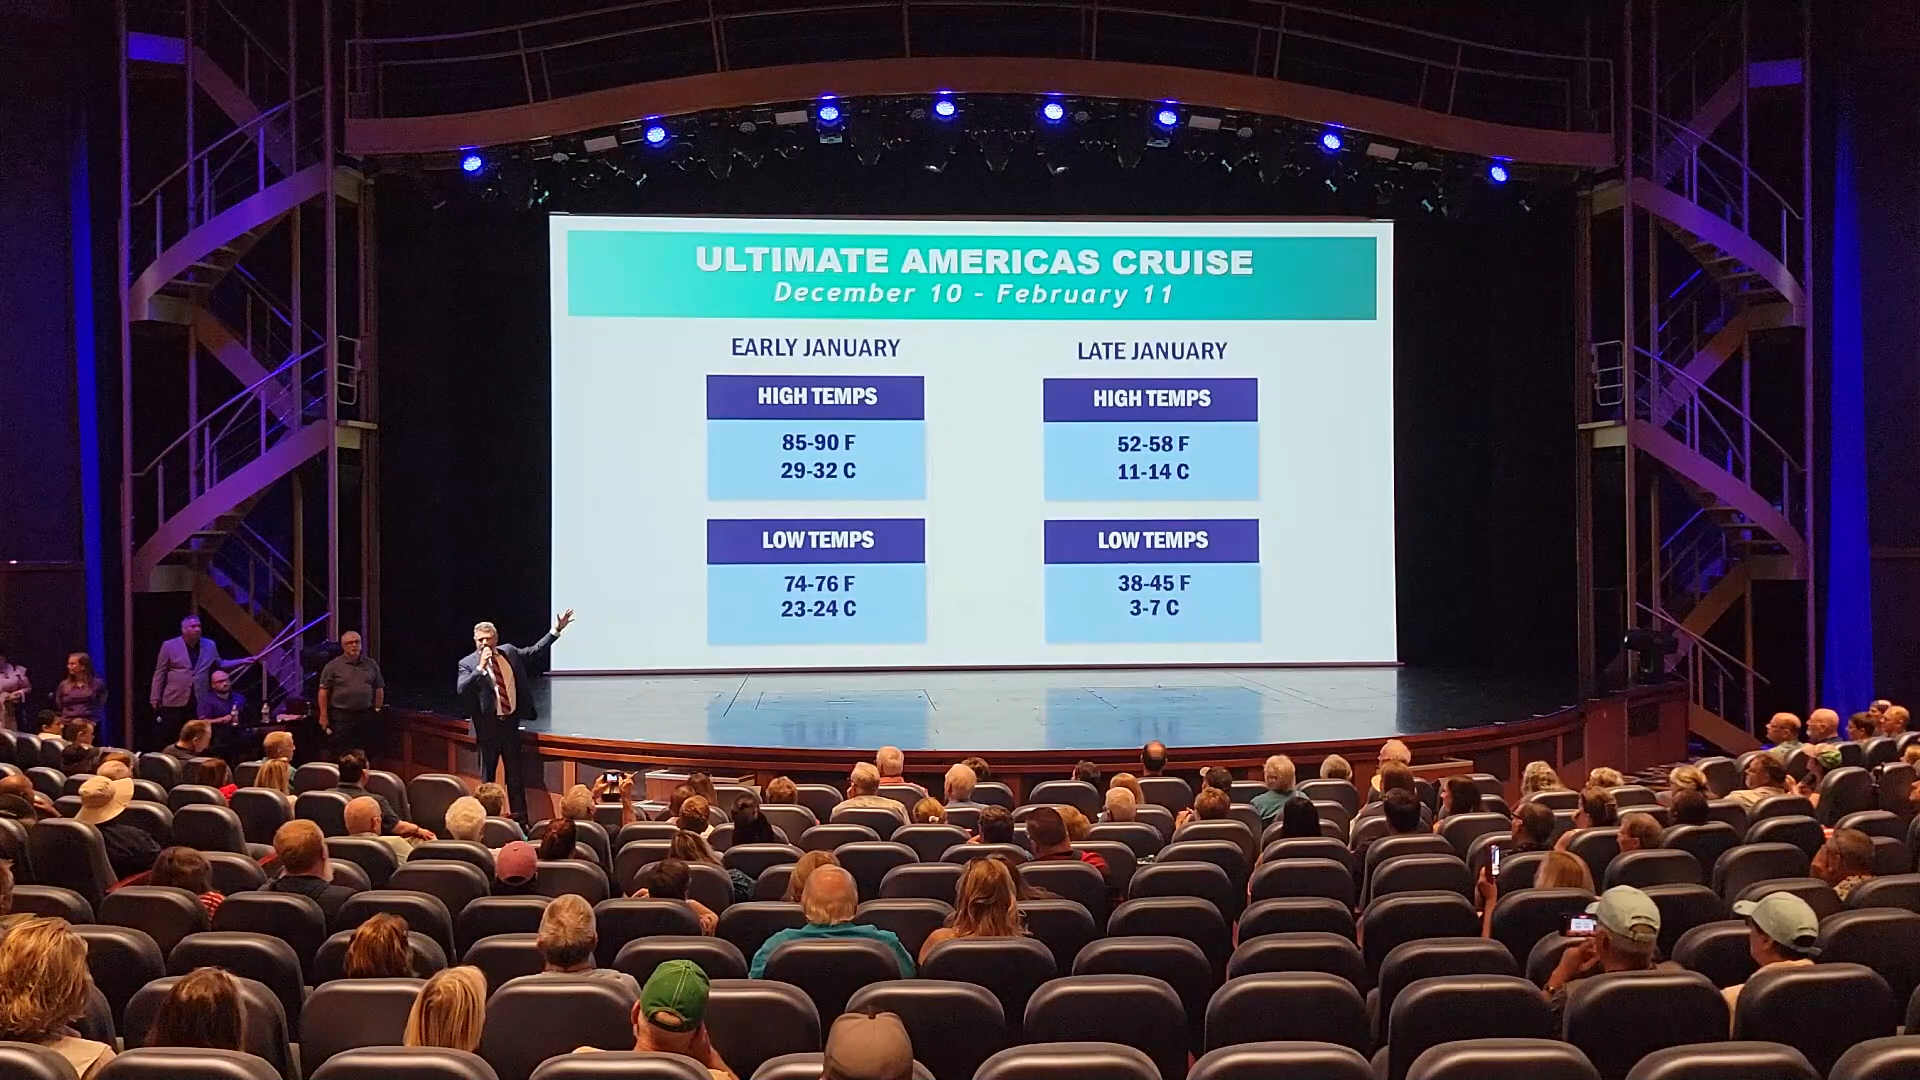 ULTIMATE AMERICAS CRUISE
December 10 - February 11
EARLY JANUARY
HIGH TEMPS
85-90 F
29-32 C
LOW TEMPS
74-76 F
23-24 C
LATE JANUARY
HIGH TEMPS
52-58 F
11-14 C
LOW TEMPS
38-45 F
3-7 C